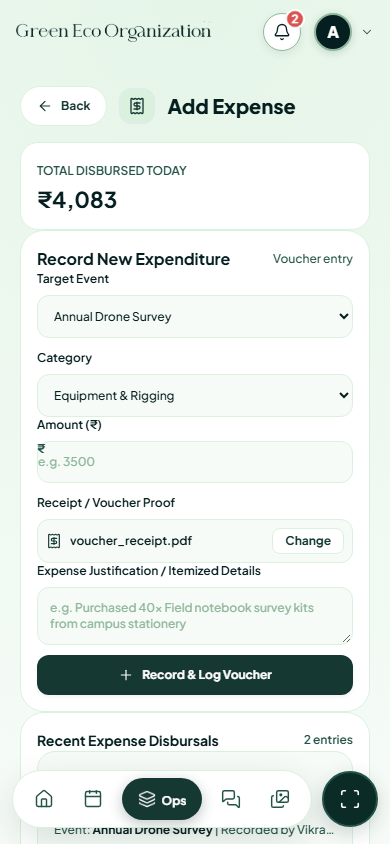 Green Eco Organization
2
A
Back
Add Expense
TOTAL DISBURSED TODAY
₹4,083
Record New Expenditure
Voucher entry
Target Event
Annual Drone Survey
Category
Equipment & Rigging
Amount (₹)
₹
e.g. 3500
Receipt / Voucher Proof
voucher_receipt.pdf
Change
Expense Justification / Itemized Details
e.g. Purchased 40x Field notebook survey kits
from campus stationery
Record & Log Voucher
Recent Expense Disbursals
2 entries
Ops
Event: Annual Drone Survey | Recorded by Vikra...